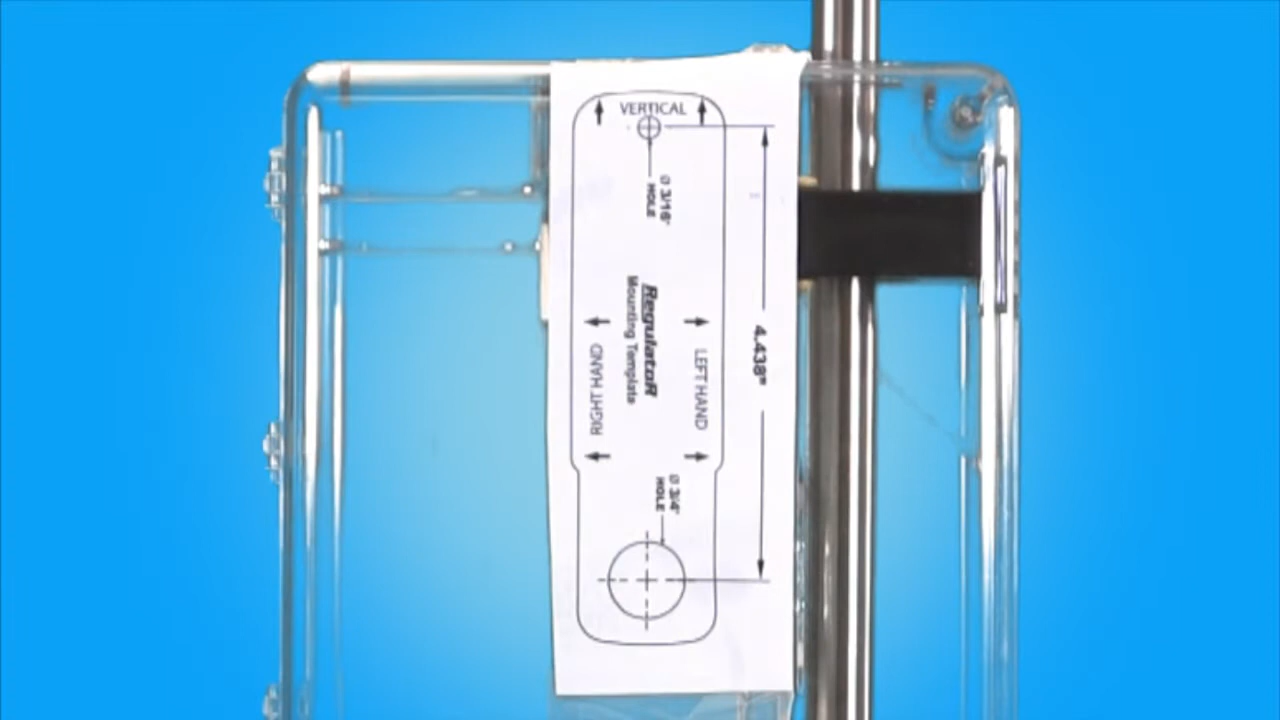 VERTICAL
Ø 3/16"
HOLE
RegulatoR
Mounting Template
RIGHT HAND
LEFT HAND
4.438"
Ø 3/4"
HOLE